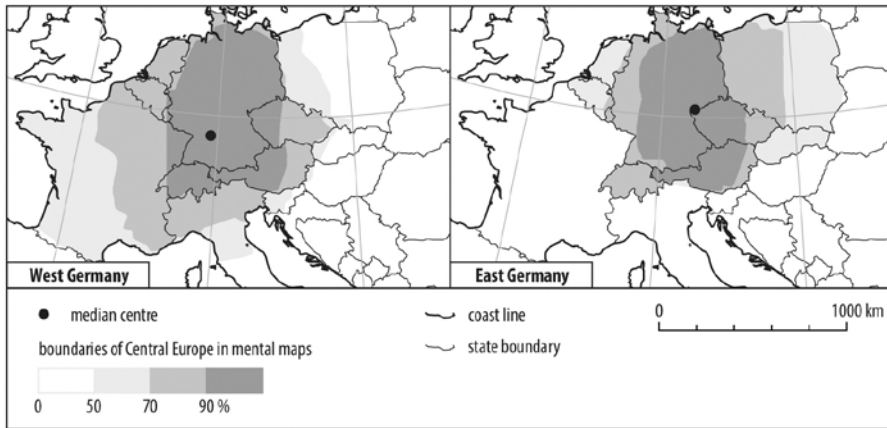 West Germany
East Germany
median centre
boundaries of Central Europe in mental maps
0 50 70 90 %
coast line
state boundary
0 1000 km